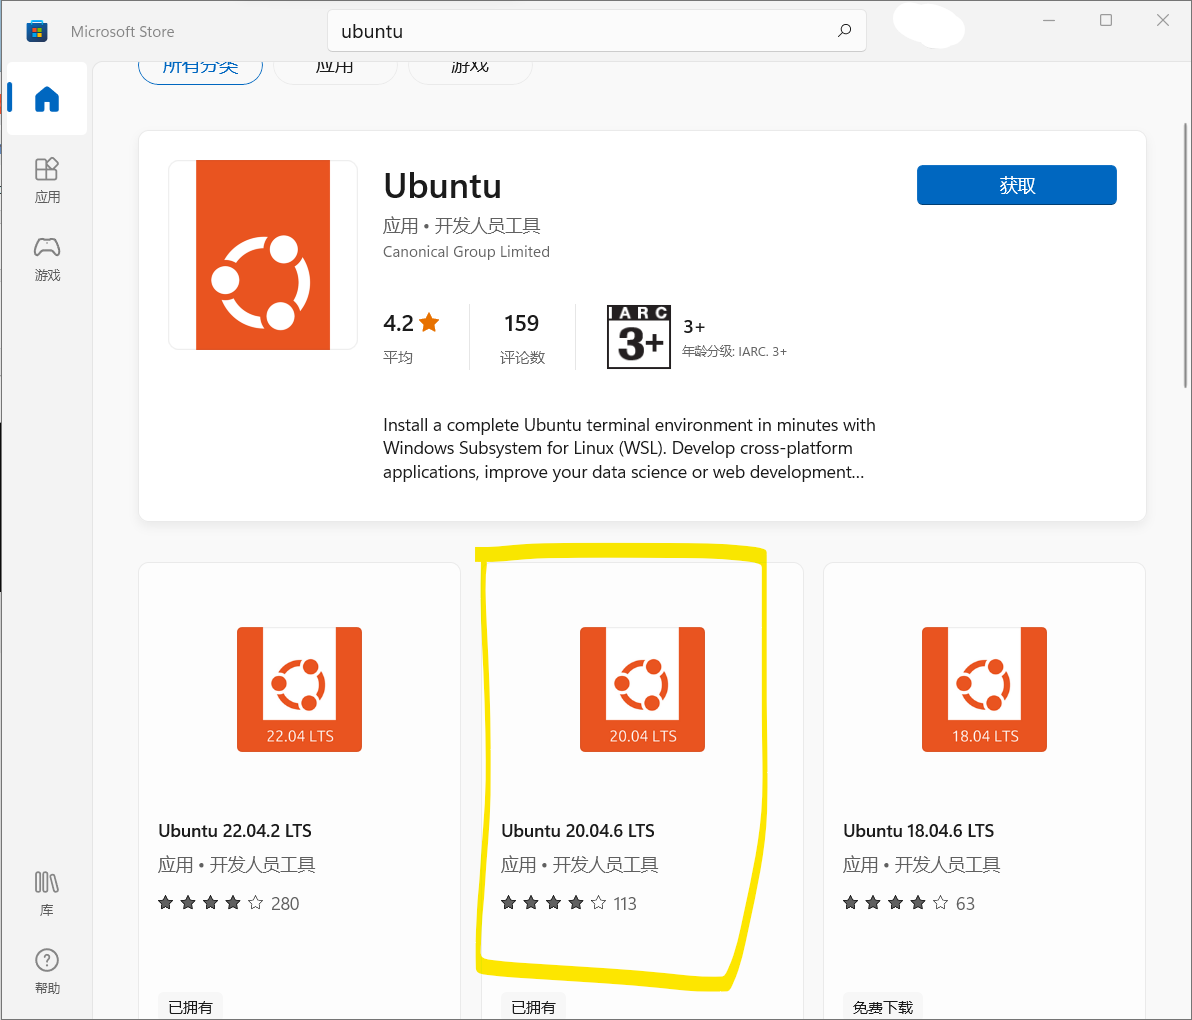 Microsoft Store
ubuntu
所有分类
应用
游戏
应用
游戏
库
帮助
Ubuntu
获取
应用 • 开发人员工具
Canonical Group Limited
4.2
平均
159
评论数
IARC
3+
3+
年龄分级: IARC. 3+
Install a complete Ubuntu terminal environment in minutes with
Windows Subsystem for Linux (WSL). Develop cross-platform
applications, improve your data science or web development...
22.04 LTS
Ubuntu 22.04.2 LTS
应用 • 开发人员工具
280
已拥有
20.04 LTS
Ubuntu 20.04.6 LTS
应用 • 开发人员工具
113
已拥有
18.04 LTS
Ubuntu 18.04.6 LTS
应用 • 开发人员工具
63
免费下载